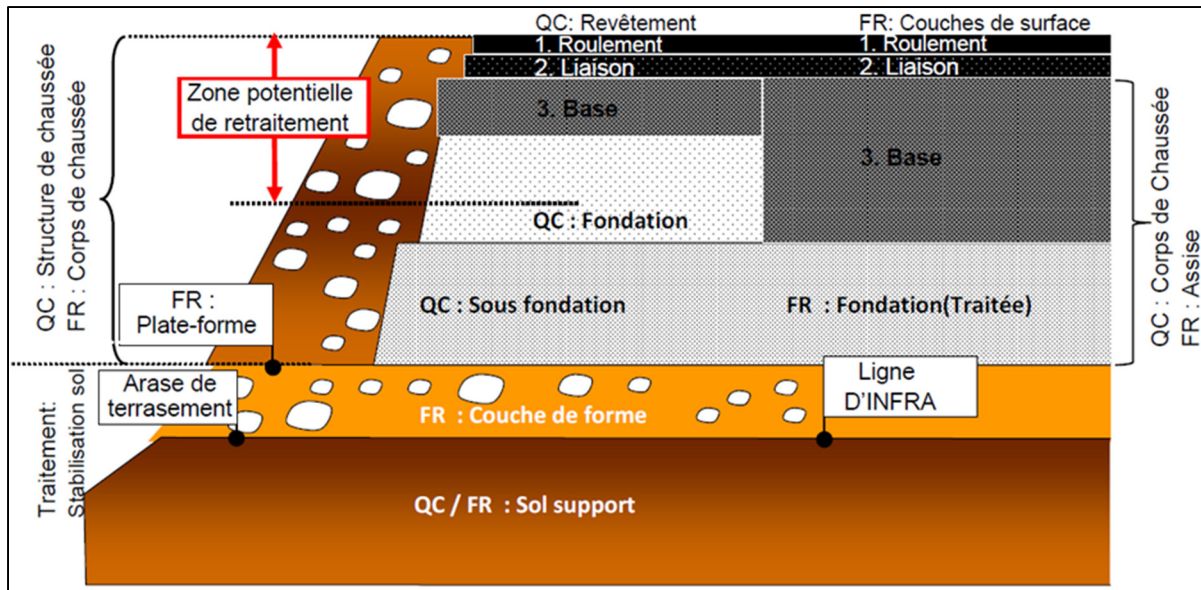 QC: Revêtement
FR: Couches de surface
1. Roulement
1. Roulement
2. Liaison
2. Liaison
Zone potentielle
de retraitement
3. Base
3. Base
QC : Fondation
QC : Structure de chaussée
FR : Corps de chaussée
QC : Corps de Chaussée
FR : Assise
QC : Sous fondation
FR : Fondation(Traitée)
FR :
Plate-forme
Arase de
terrasement
Ligne
D'INFRA
FR : Couche de forme
Traitement:
Stabilisation sol
QC / FR : Sol support